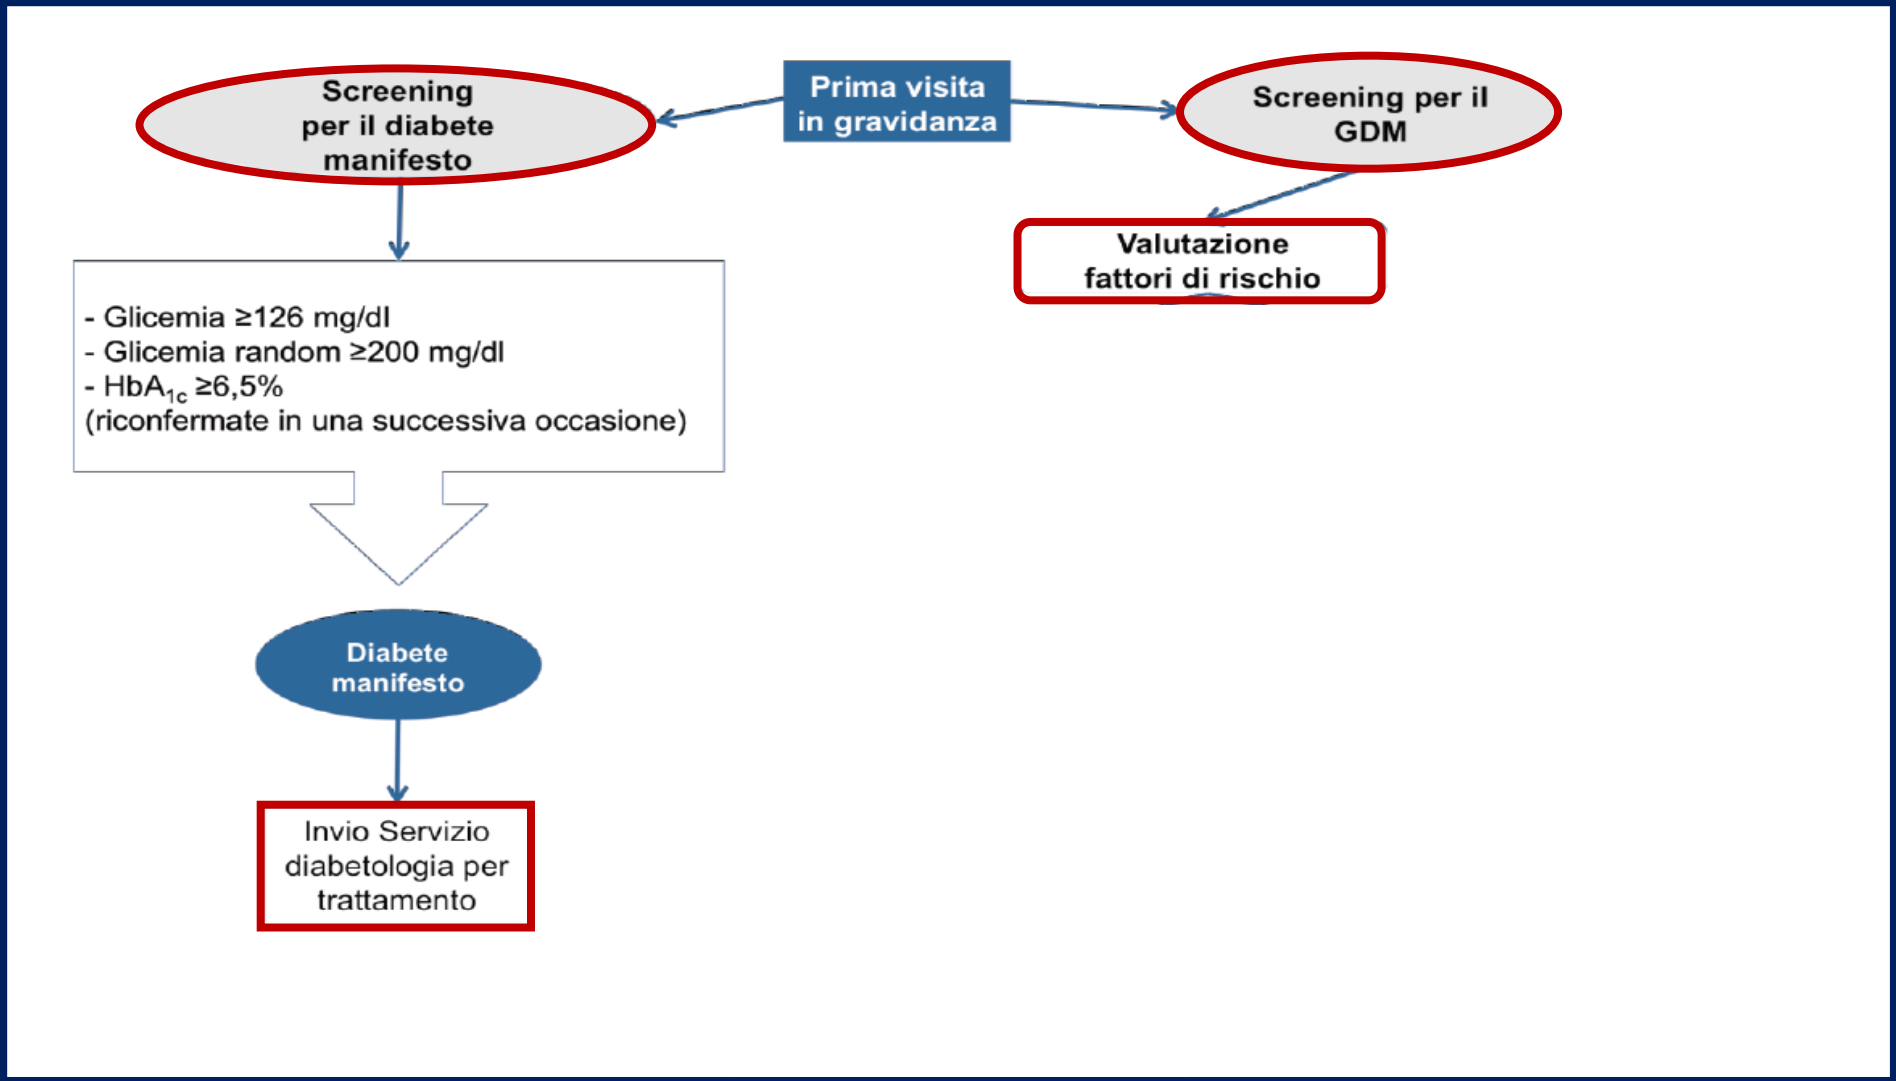 Prima visita
in gravidanza
Screening
per il diabete
manifesto
Screening per il
GDM
Valutazione
fattori di rischio
- Glicemia ≥126 mg/dl
- Glicemia random ≥200 mg/dl
- HbA1c ≥6,5%
(riconfermate in una successiva occasione)
Diabete
manifesto
Invio Servizio
diabetologia per
trattamento